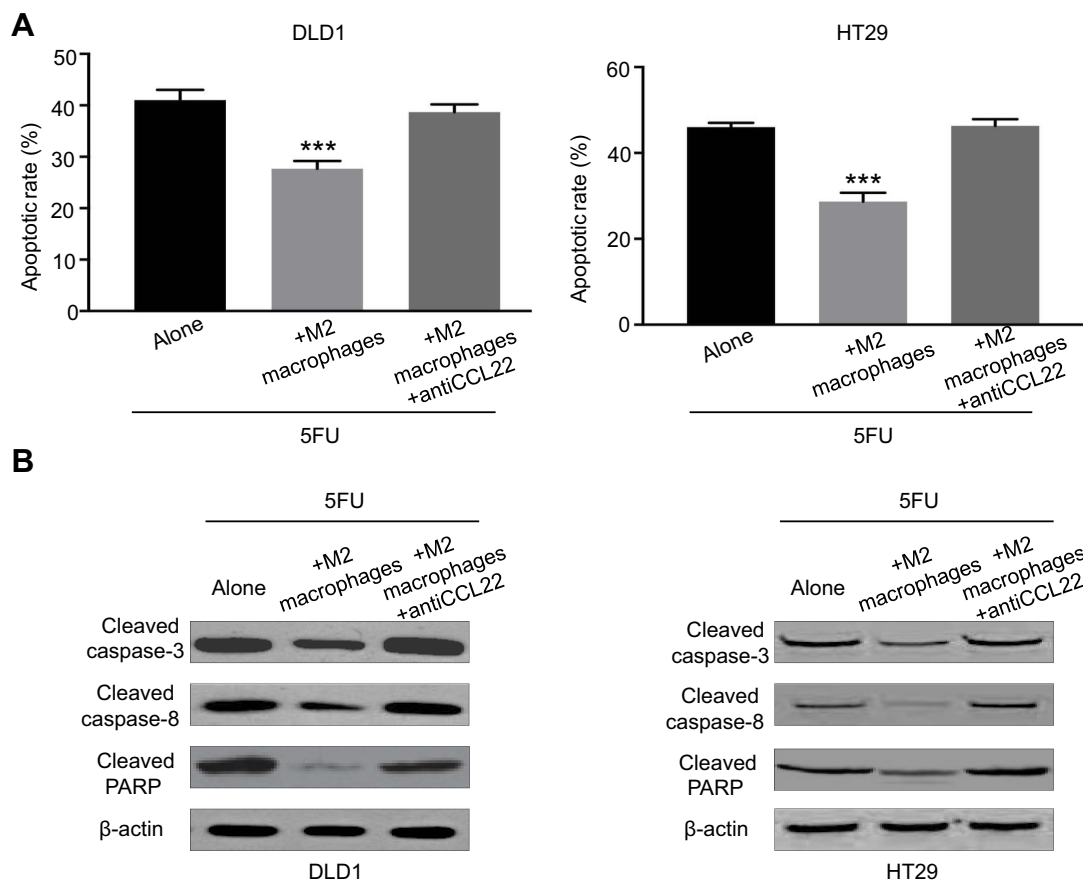 A
DLD1
Apoptotic rate (%)
50
40
30
20
10
0
***
Alone
+M2
macrophages
+M2
macrophages
+antiCCL22
5FU
HT29
Apoptotic rate (%)
60
40
20
0
***
Alone
+M2
macrophages
+M2
macrophages
+antiCCL22
5FU
B
5FU
Alone
+M2
macrophages
+M2
macrophages
+antiCCL22
Cleaved
caspase-3
Cleaved
caspase-8
Cleaved
PARP
β-actin
DLD1
5FU
Alone
+M2
macrophages
+M2
macrophages
+antiCCL22
Cleaved
caspase-3
Cleaved
caspase-8
Cleaved
PARP
β-actin
HT29